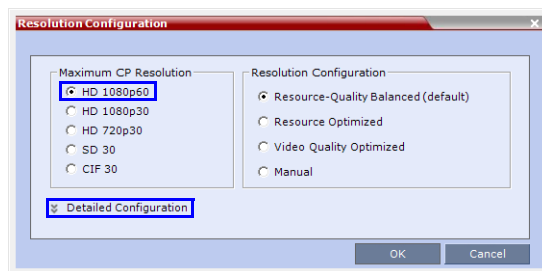 Resolution Configuration
Maximum CP Resolution
HD 1080p60
HD 1080p30
HD 720p30
SD 30
CIF 30
Resolution Configuration
Resource-Quality Balanced (default)
Resource Optimized
Video Quality Optimized
Manual
Detailed Configuration
OK
Cancel